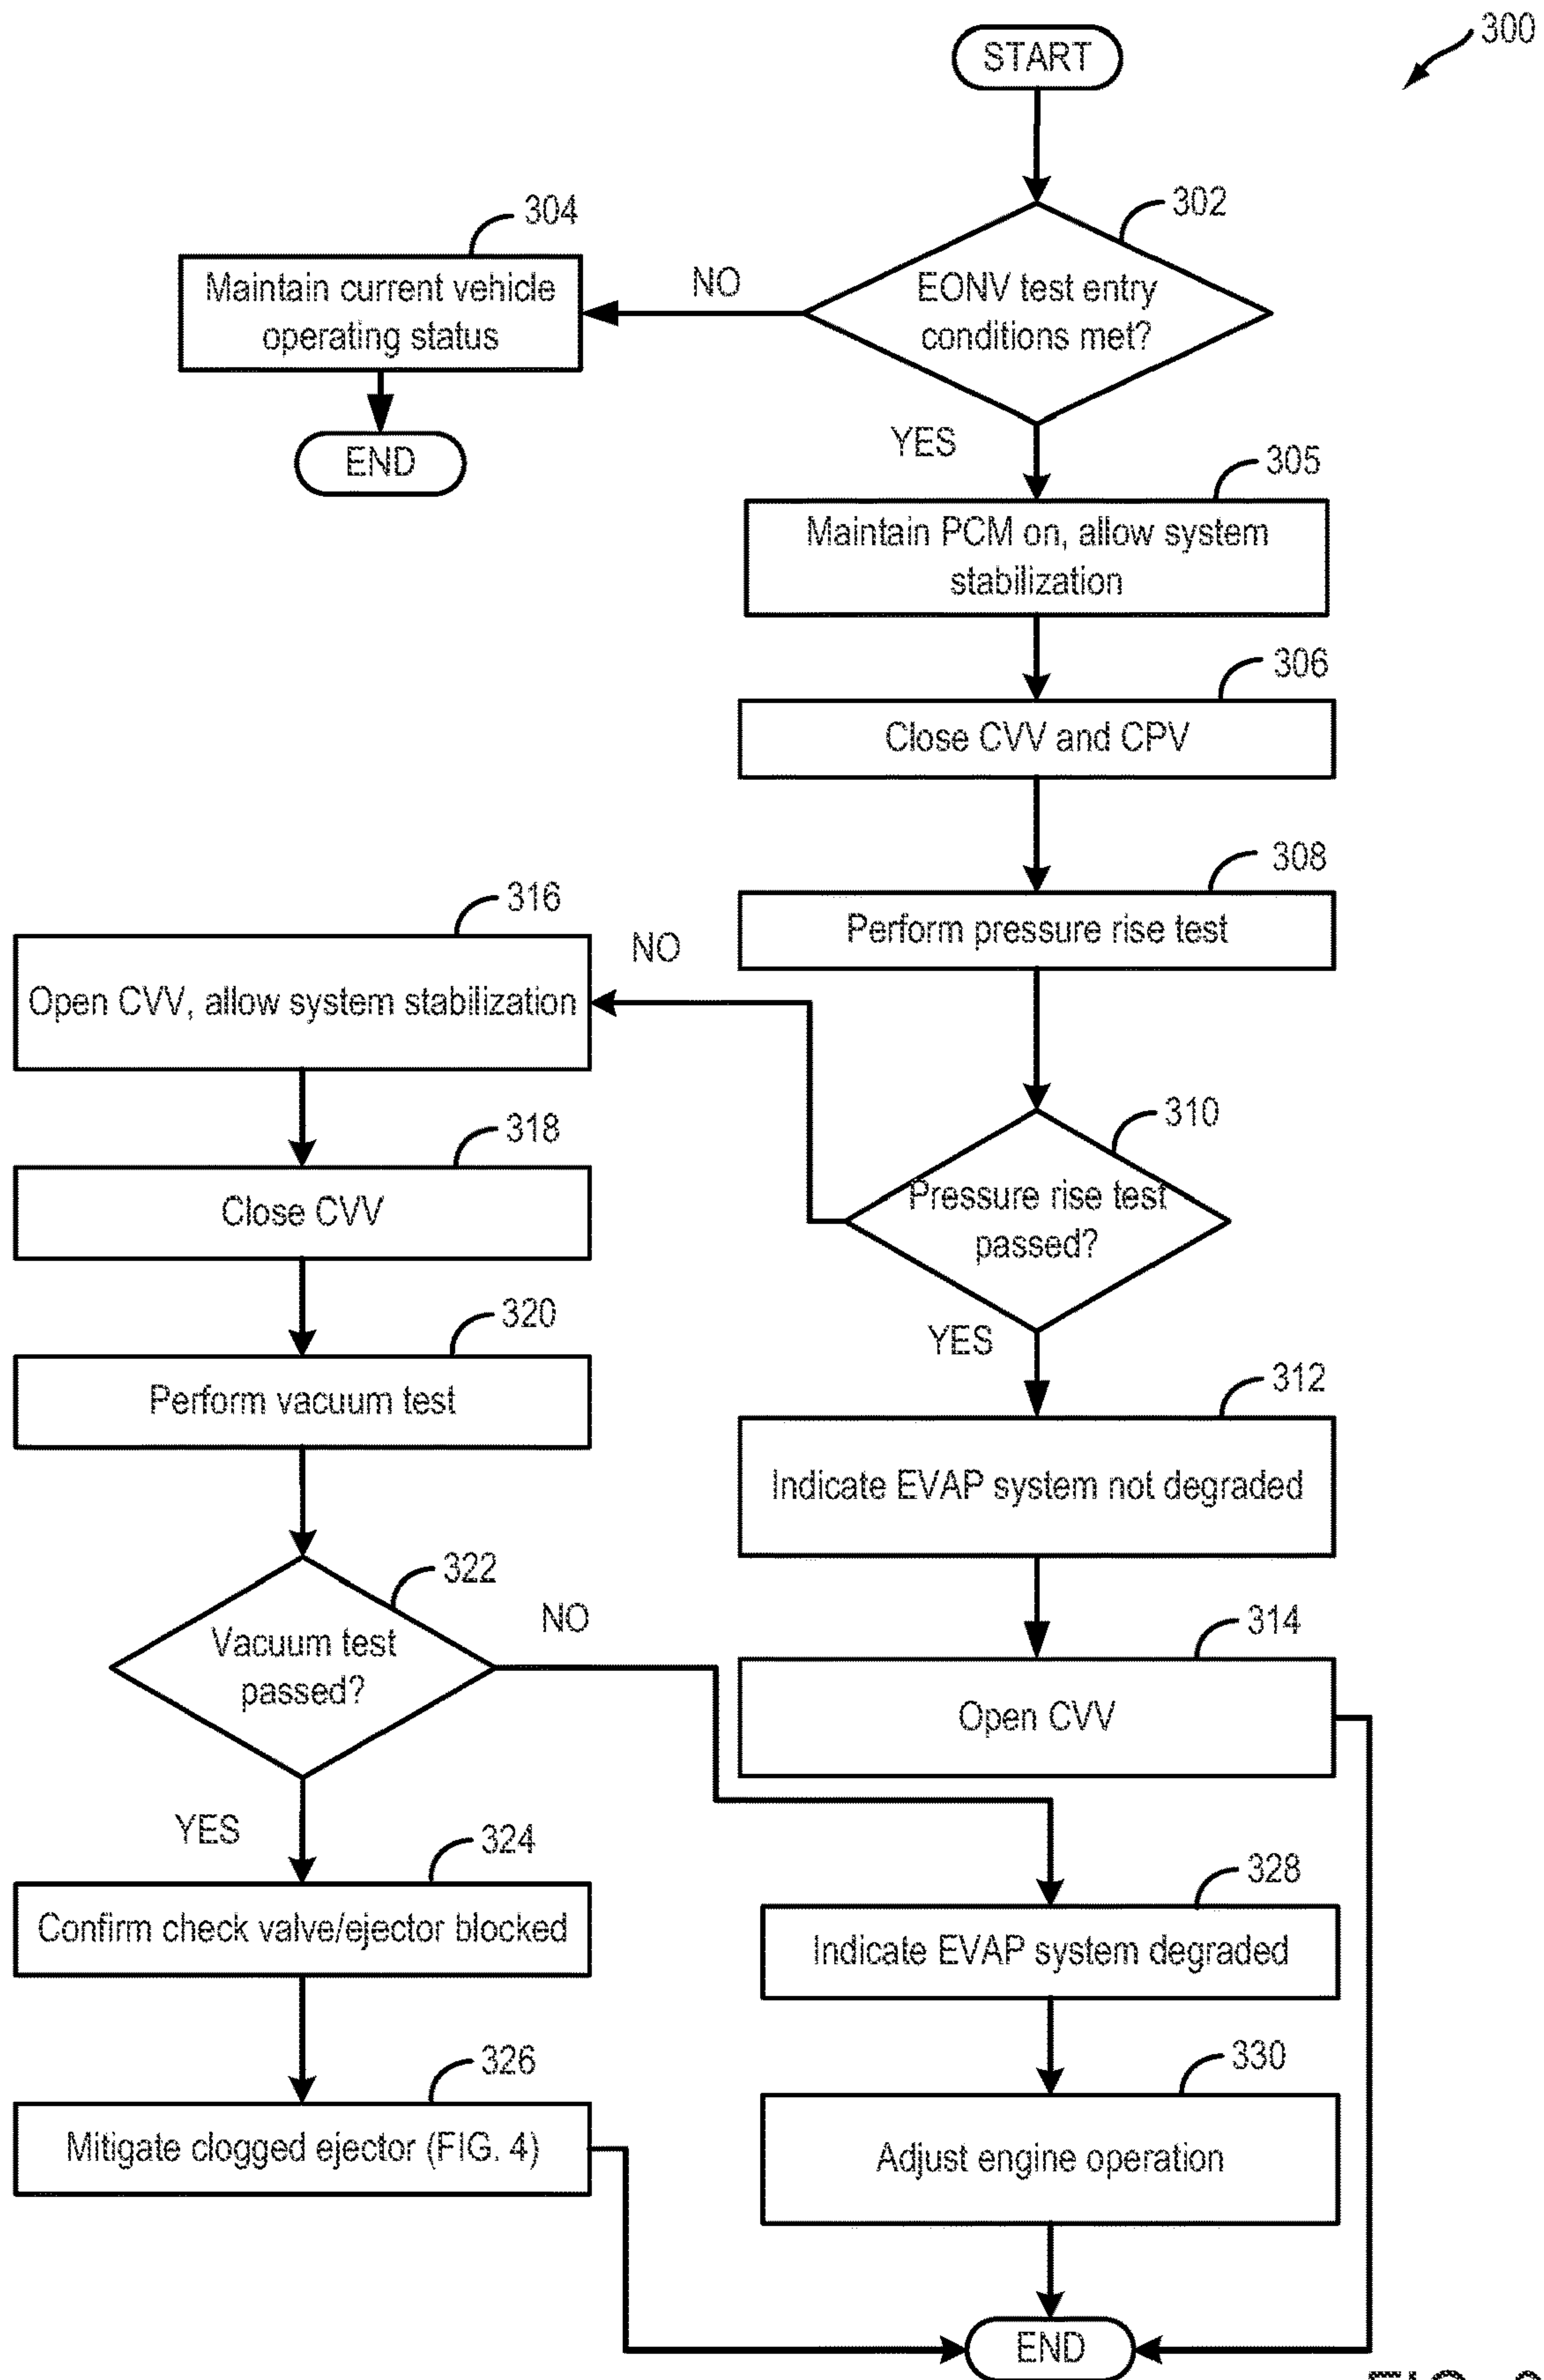 300
START
302
EONV test entry
conditions met?
NO
304
Maintain current vehicle
operating status
END
YES
305
Maintain PCM on, allow system
stabilization
306
Close CVV and CPV
308
Perform pressure rise test
310
Pressure rise test
passed?
NO
316
Open CVV, allow system stabilization
318
Close CVV
320
Perform vacuum test
YES
312
Indicate EVAP system not degraded
314
Open CVV
322
Vacuum test
passed?
NO
YES
324
Confirm check valve/ejector blocked
326
Mitigate clogged ejector (FIG. 4)
328
Indicate EVAP system degraded
330
Adjust engine operation
END